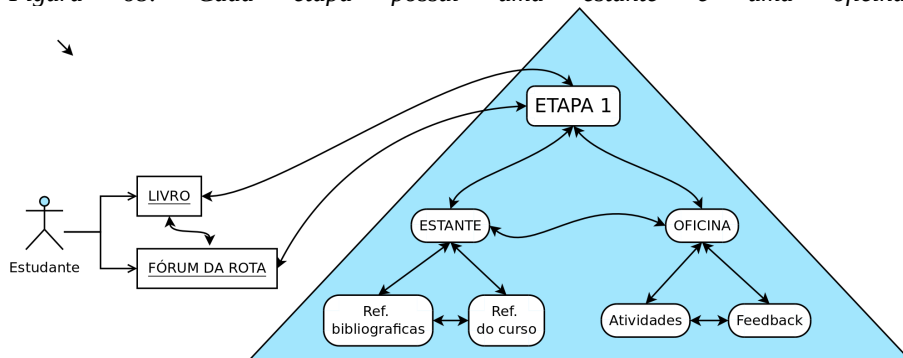 Figura 05. Cada etapa possui uma estante e uma oficina
ETAPA 1
LIVRO
ESTANTE
OFICINA
Estudante
FÓRUM DA ROTA
Ref.
bibliograficas
Ref.
do curso
Atividades
Feedback